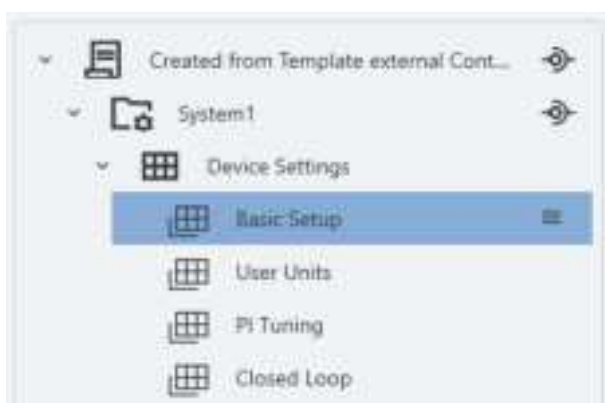 Created from Template external Cont...
System1
Device Settings
Basic Setup
User Units
PI Tuning
Closed Loop